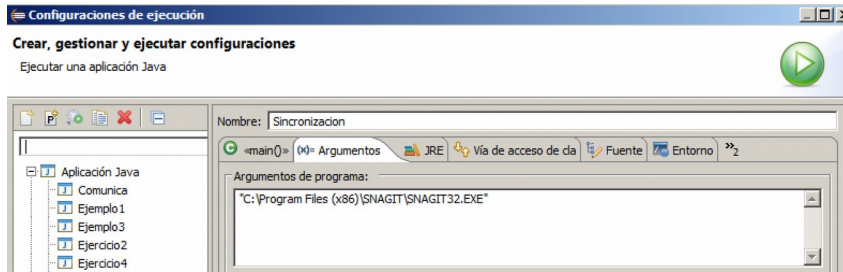 Configuraciones de ejecución
Crear, gestionar y ejecutar configuraciones
Ejecutar una aplicación Java
Nombre: Sincronizacion
«main()» (x)= Argumentos JRE Vía de acceso de cla Fuente Entorno »2
Argumentos de programa:
"C:\Program Files (x86)\SNAGIT\SNAGIT32.EXE"
Aplicación Java
Comunica
Ejemplo1
Ejemplo3
Ejercicio2
Ejercicio4